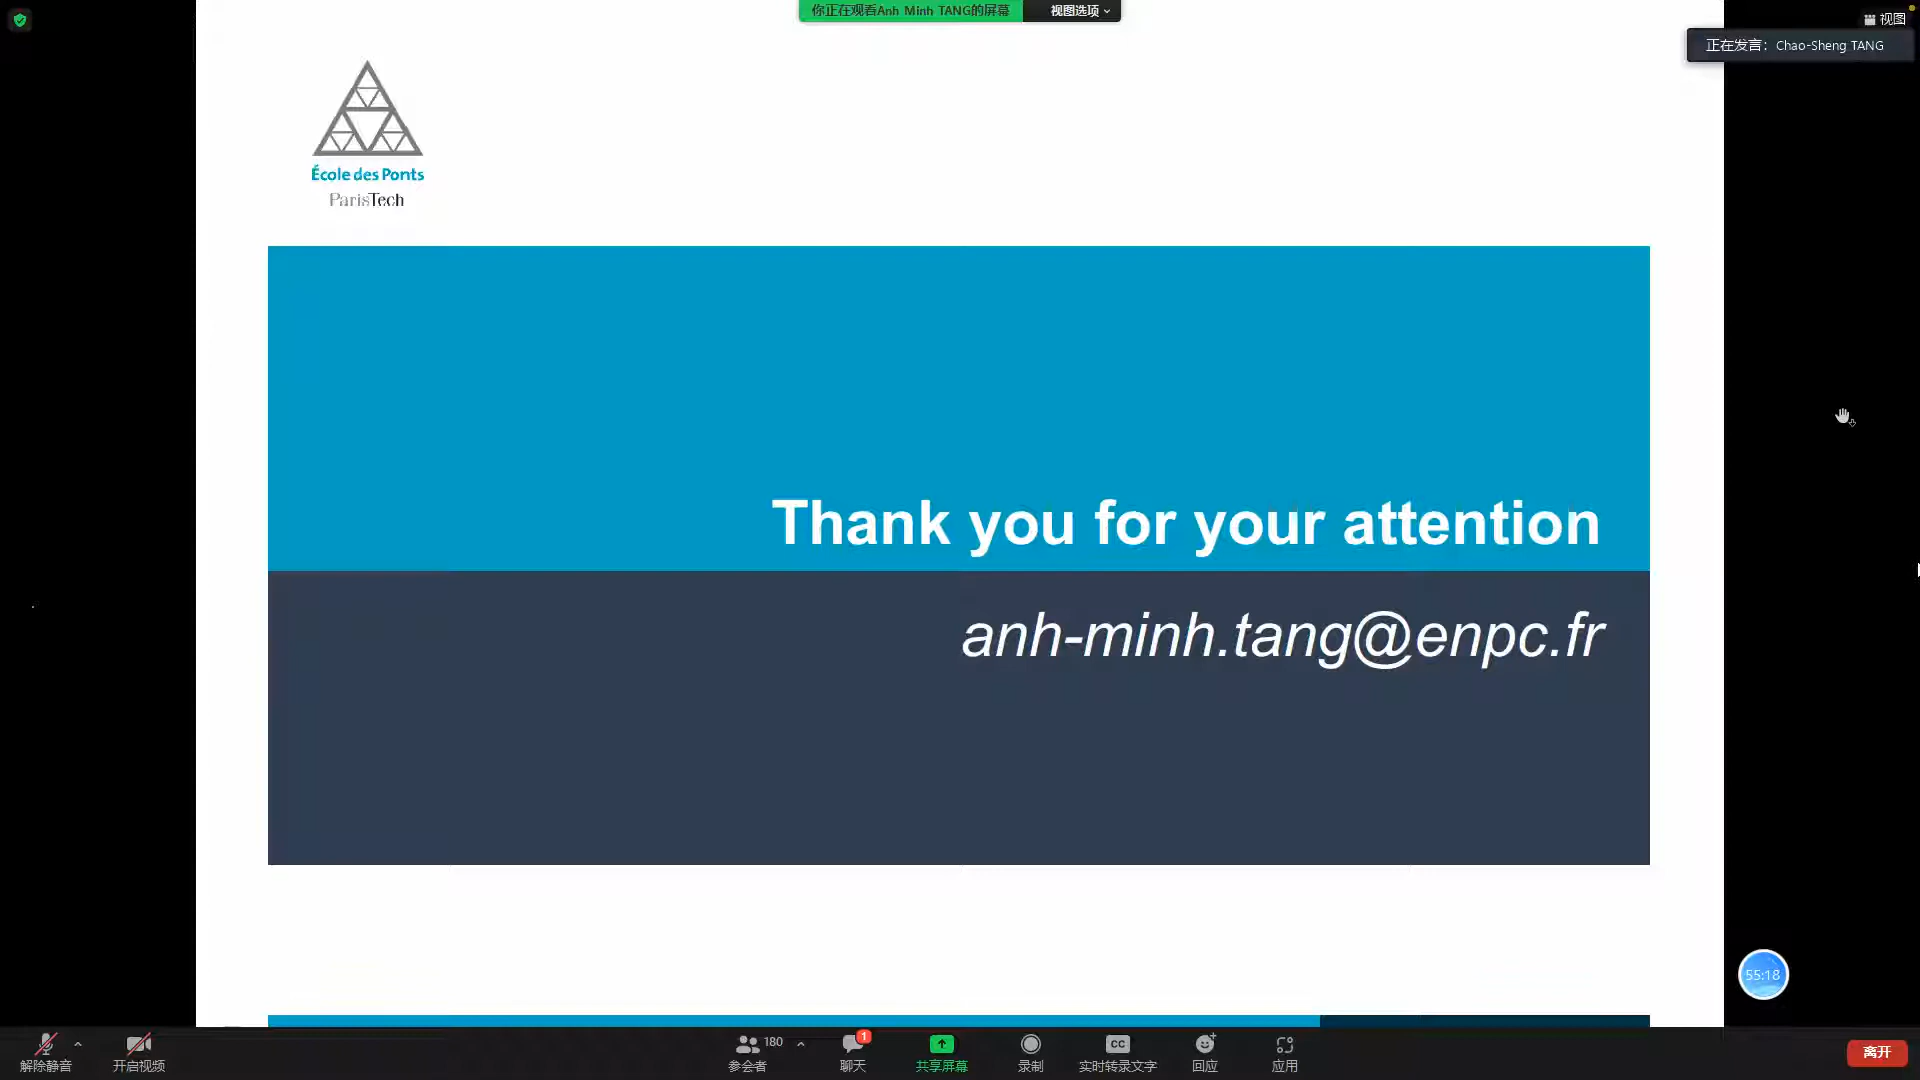 你正在观看Anh Minh TANG的屏幕
视图选项
视图
正在发言: Chao-Sheng TANG
École des Ponts
ParisTech
Thank you for your attention
anh-minh.tang@enpc.fr
55:18
解除静音
开启视频
180
参会者
1
聊天
共享屏幕
录制
CC
实时转录文字
回应
应用
离开